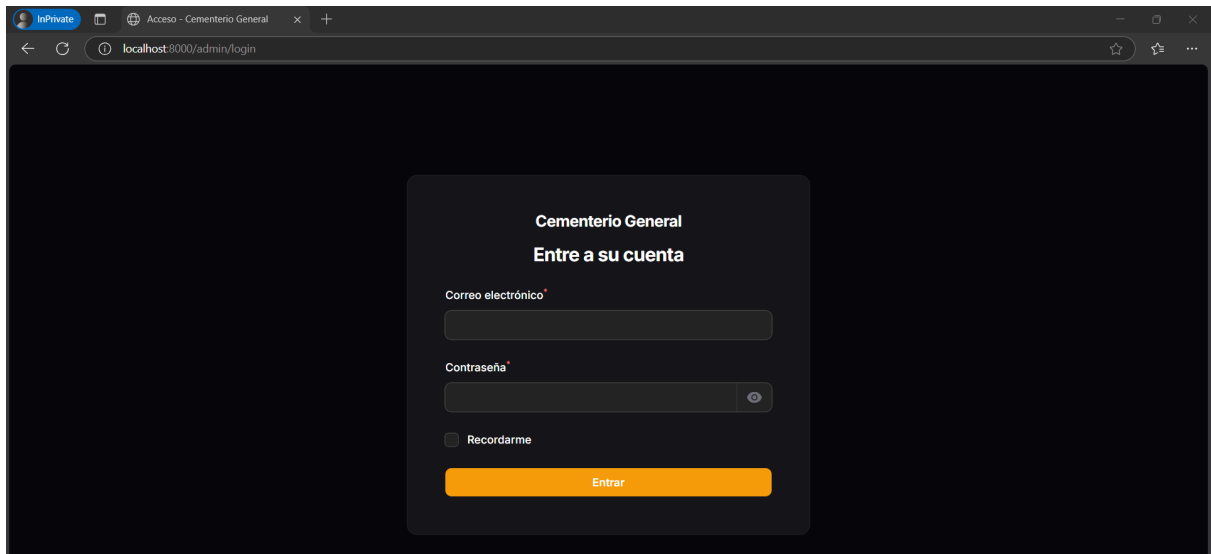 InPrivate
Acceso - Cementerio General
localhost:8000/admin/login
Cementerio General
Entre a su cuenta
Correo electrónico*
Contraseña*
Recordarme
Entrar